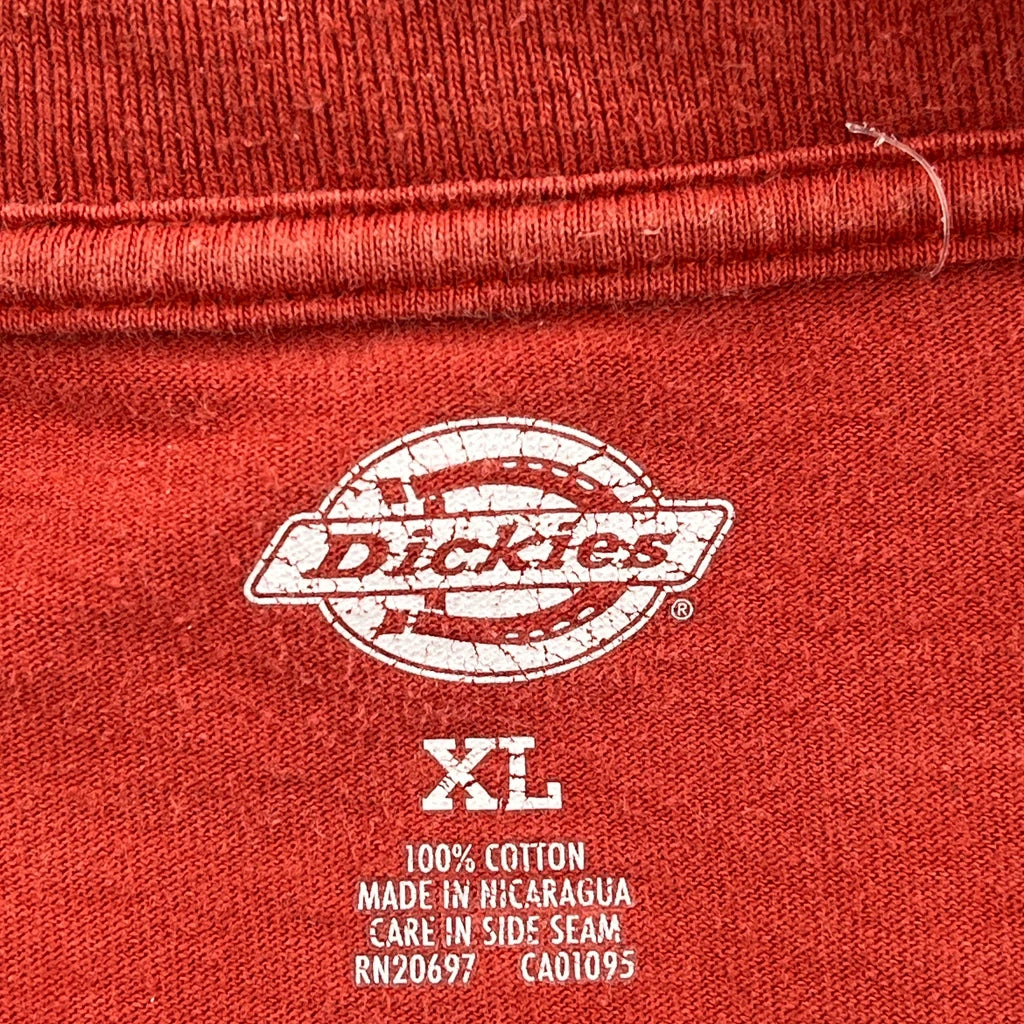 Dickies
®
XL
100% COTTON
MADE IN NICARAGUA
CARE IN SIDE SEAM
RN20697 CA01095